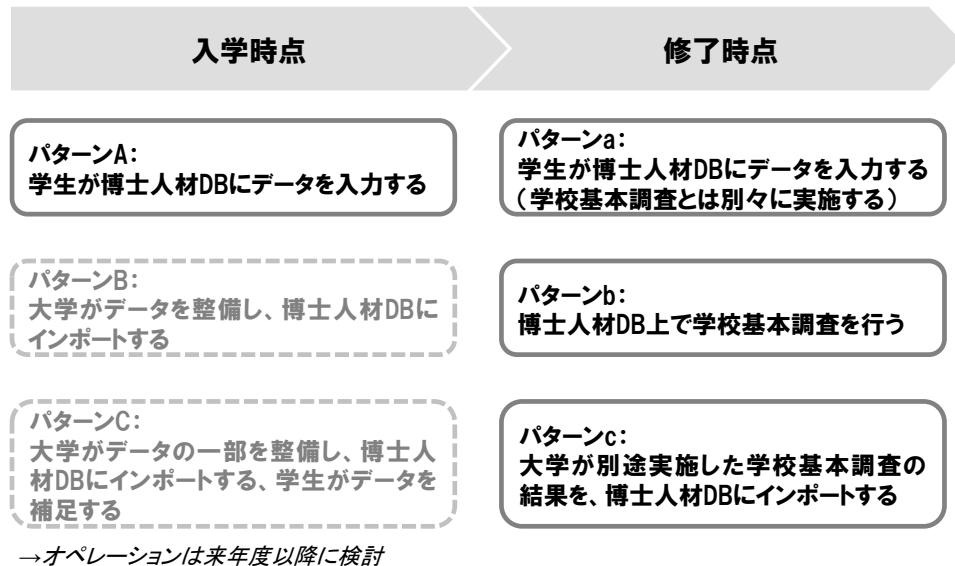 入学時点
修了時点
パターンA：
学生が博士人材DBにデータを入力する
パターンa：
学生が博士人材DBにデータを入力する
（学校基本調査とは別々に実施する）
パターンB：
大学がデータを整備し、博士人材DBに
インポートする
パターンb：
博士人材DB上で学校基本調査を行う
パターンC：
大学がデータの一部を整備し、博士人
材DBにインポートする、学生がデータを
補足する
パターンc：
大学が別途実施した学校基本調査の
結果を、博士人材DBにインポートする
→オペレーションは来年度以降に検討